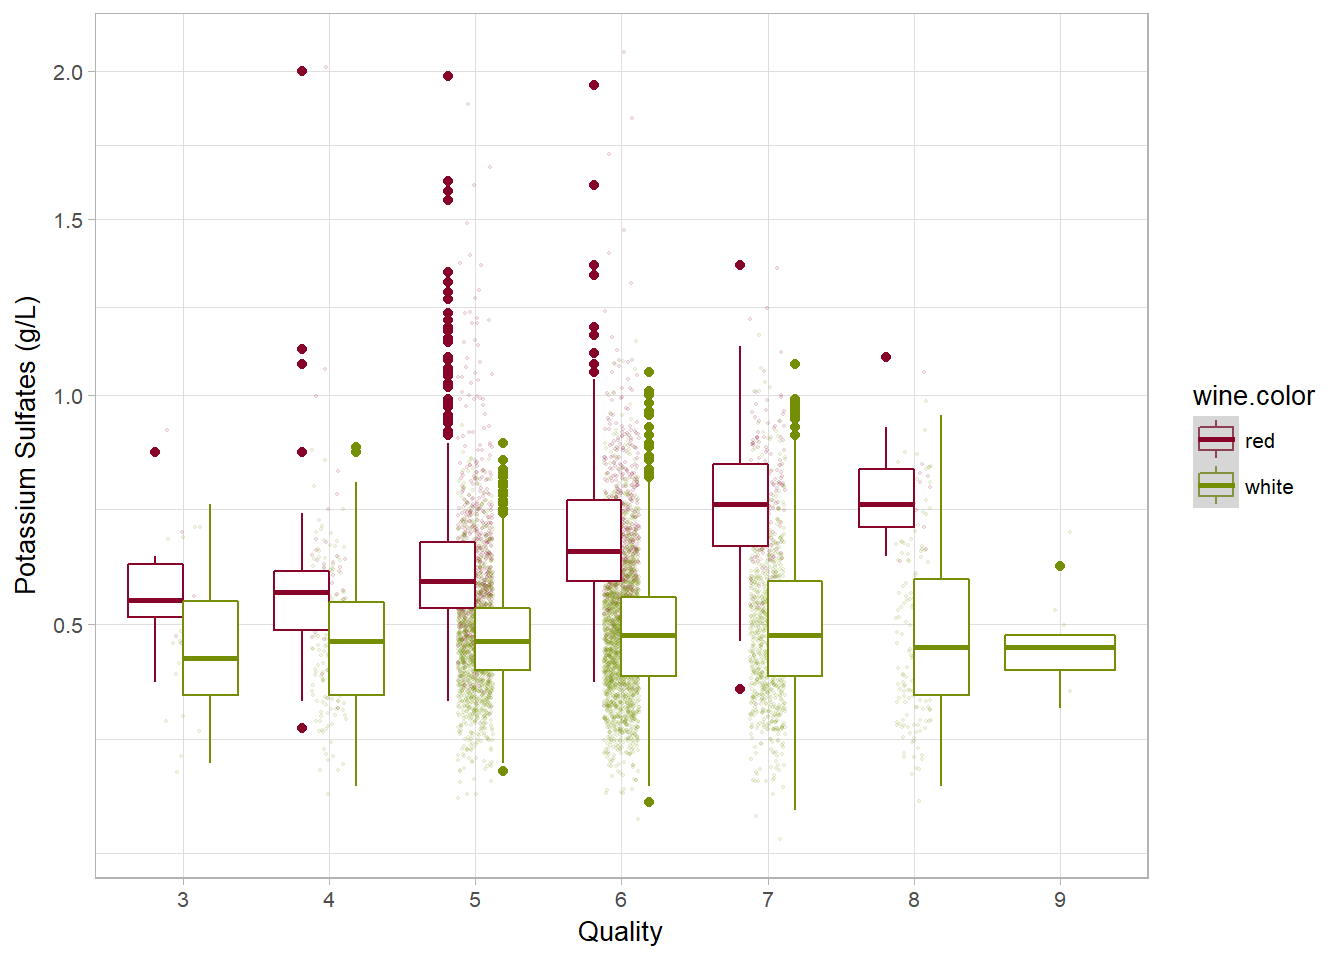 Potassium Sulfates (g/L)
2.0
1.5
1.0
0.5
3 4 5 6 7 8 9
Quality
wine.color
red
white